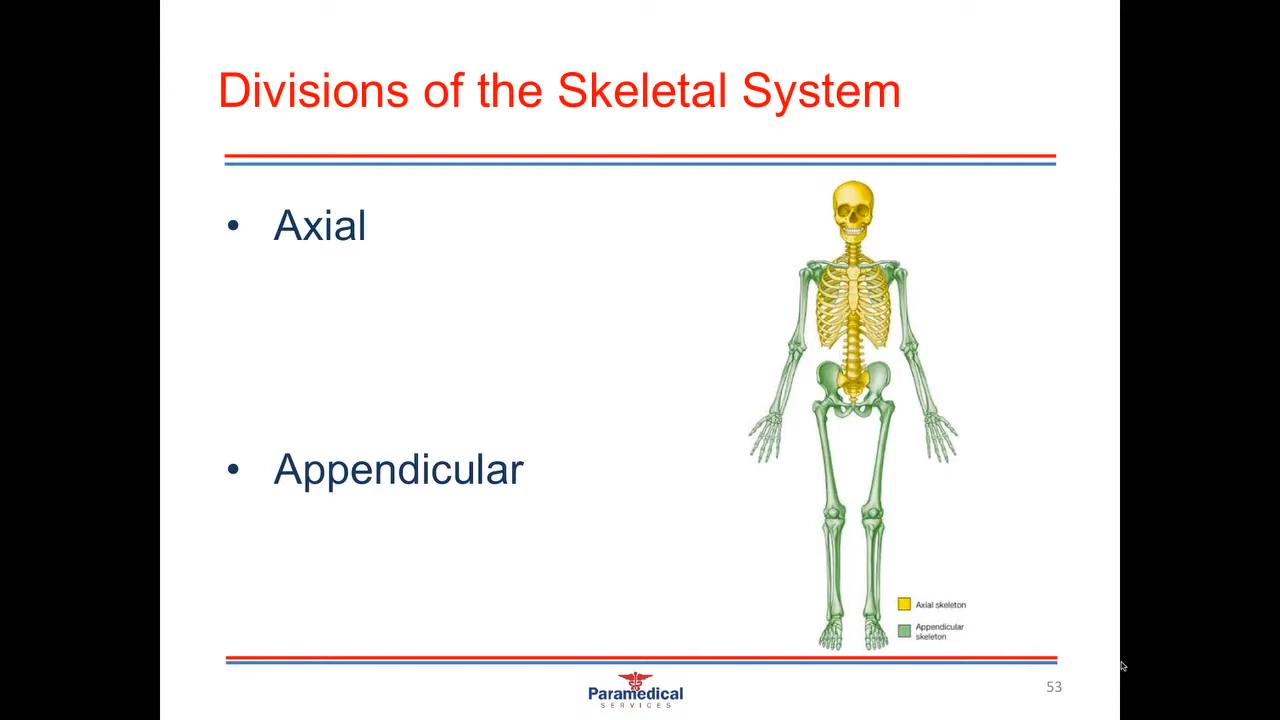 Divisions of the Skeletal System
• Axial
• Appendicular
Axial skeleton
Appendicular
skeleton
Paramedical
SERVICES
53